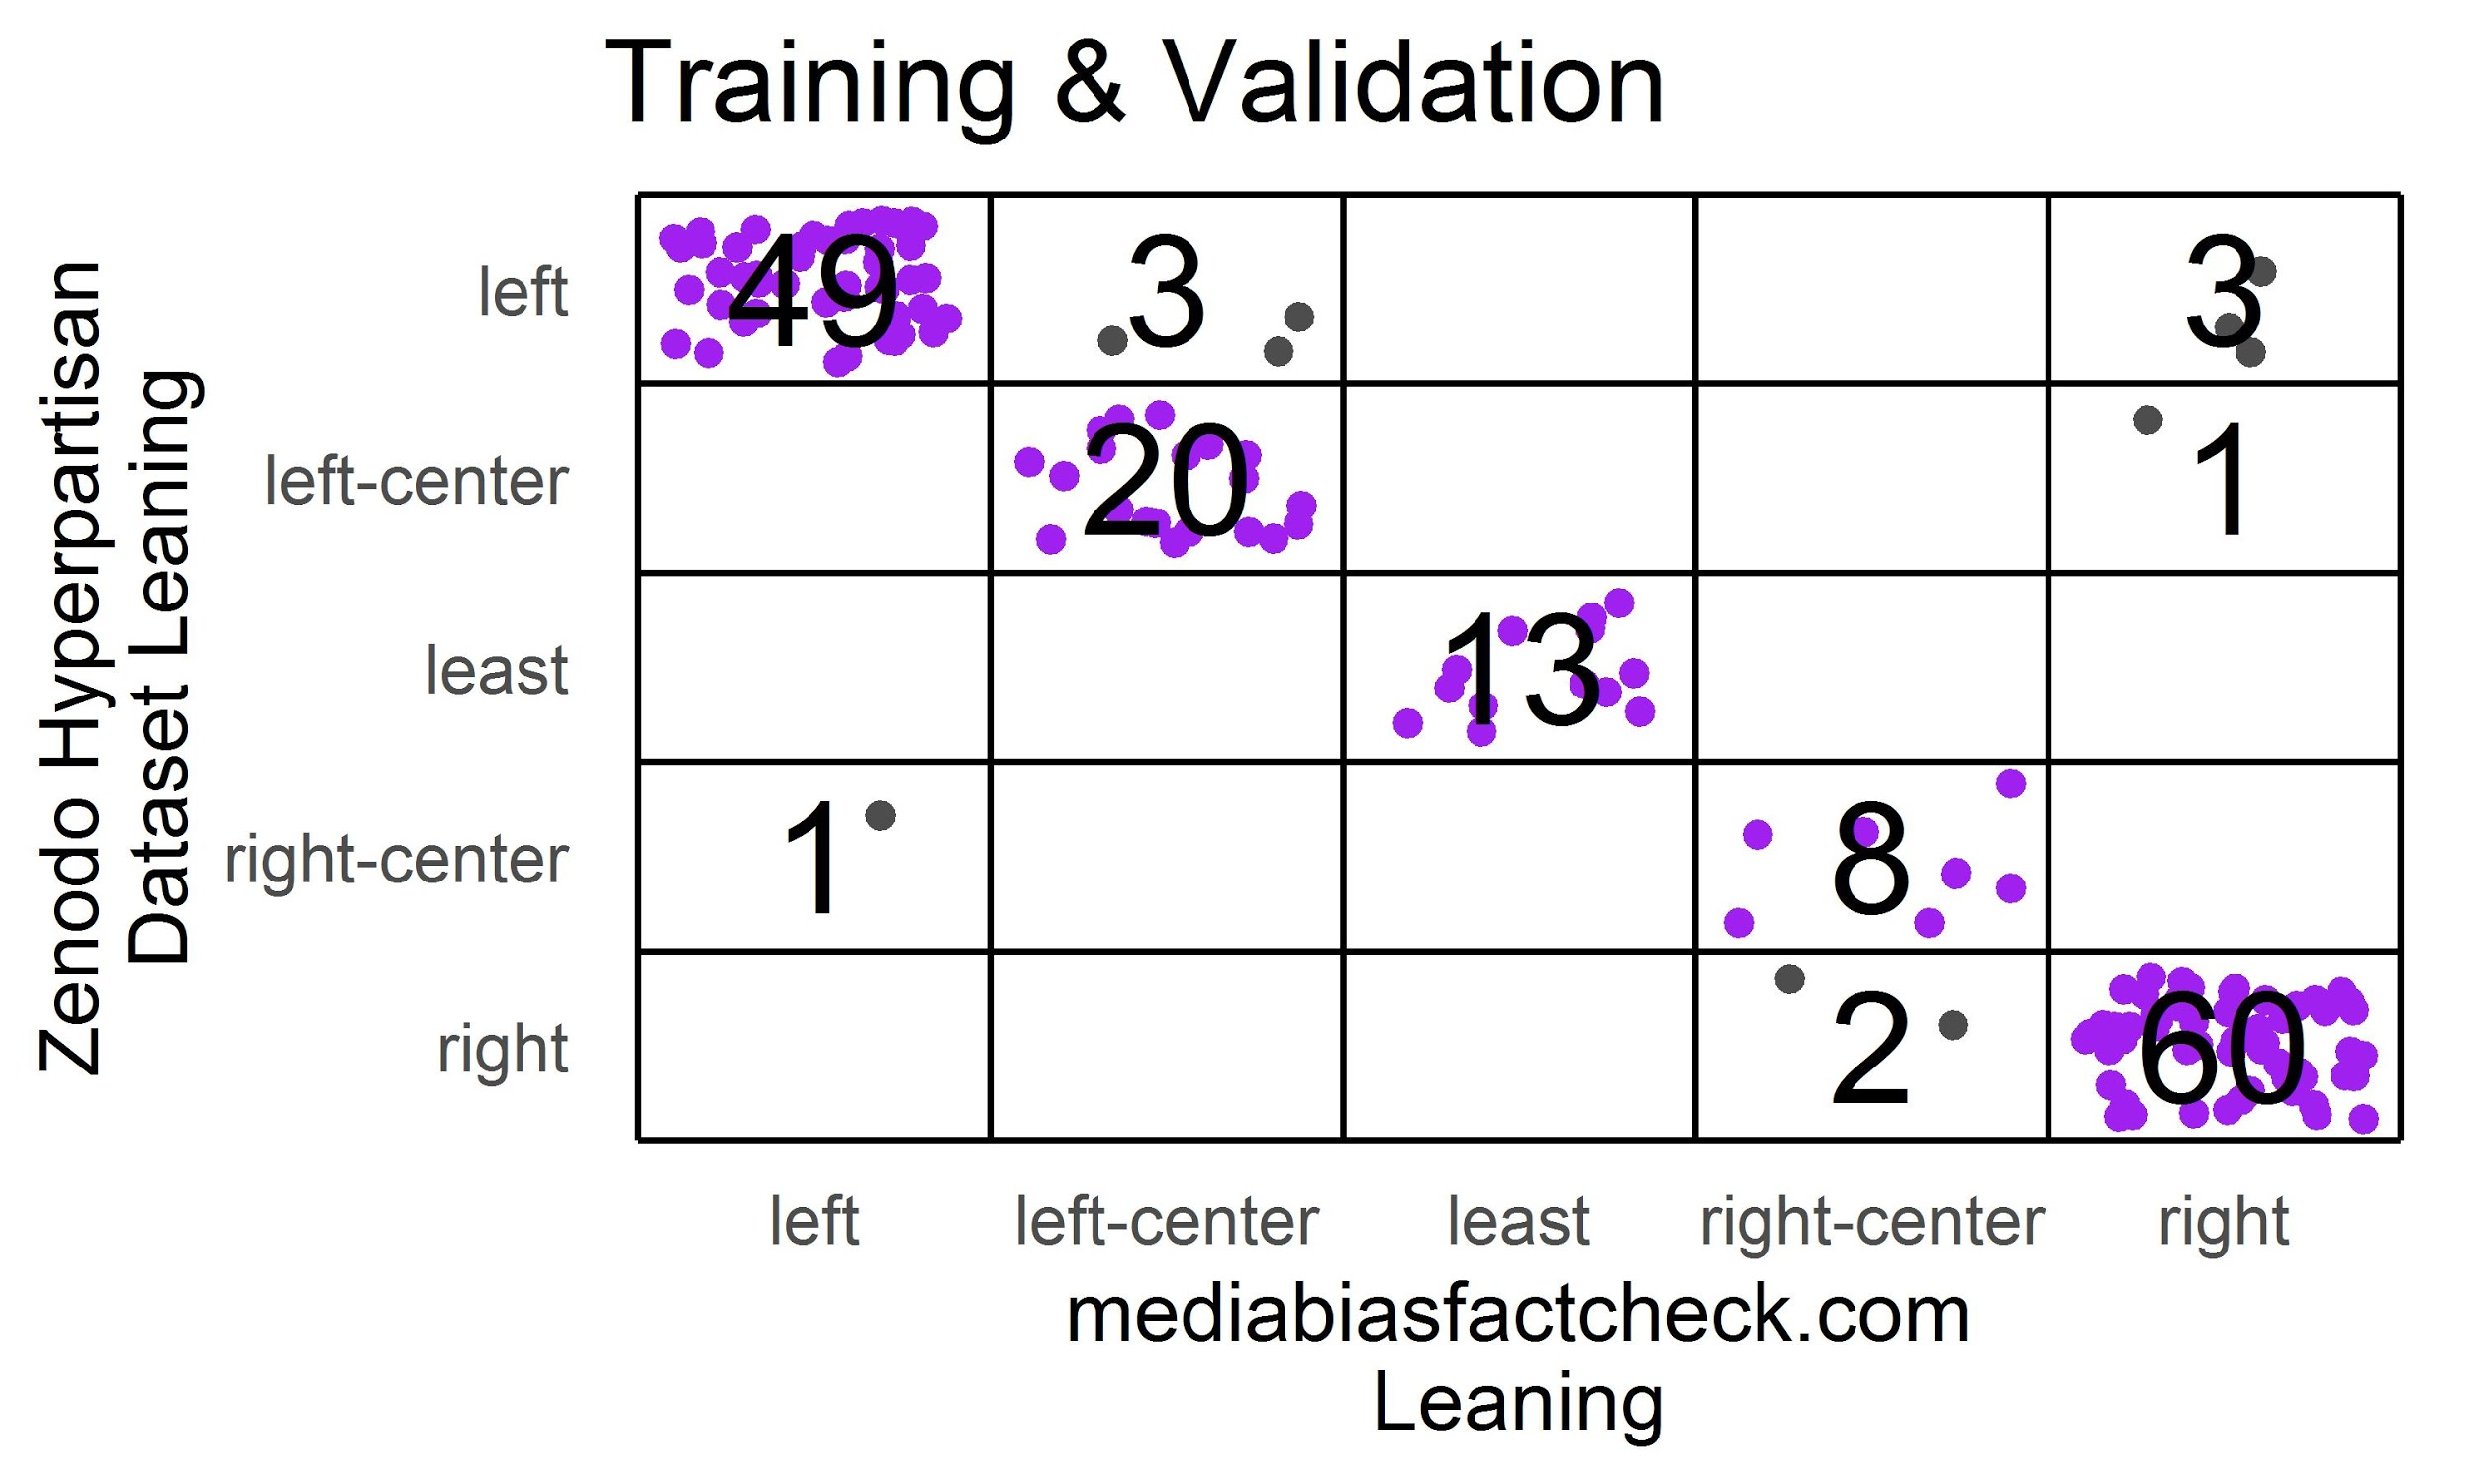 Training & Validation
Zenodo Hyperpartisan
Dataset Leaning
left
49
3
3
left-center
20
1
least
13
right-center
1
8
right
2
60
left
left-center
least
right-center
right
mediabiasfactcheck.com
Leaning